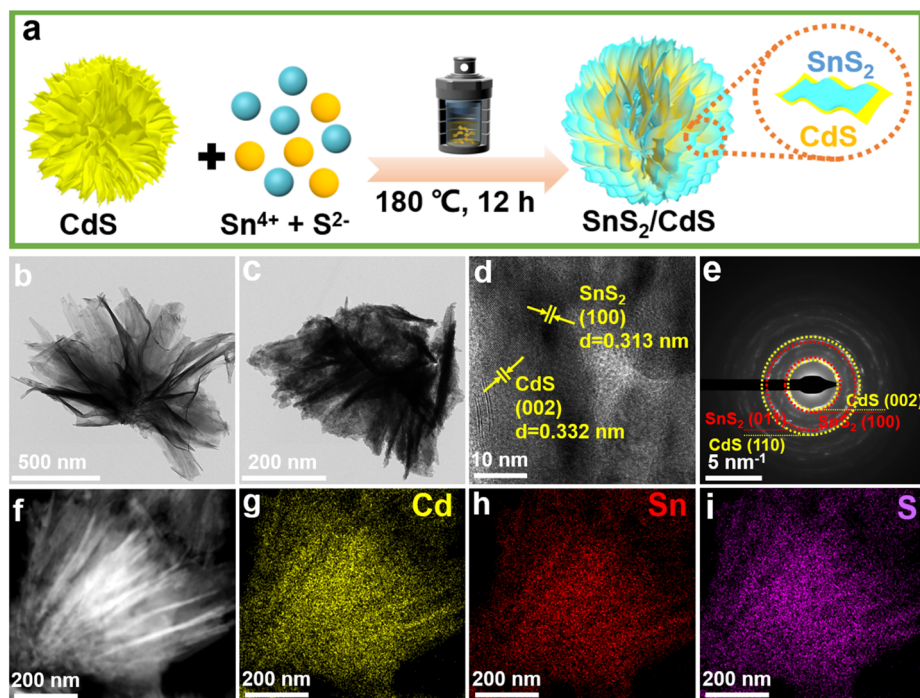 a
SnS₂
CdS
CdS
Sn⁴⁺ + S²⁻
180 ℃, 12 h
SnS₂/CdS
b
500 nm
c
200 nm
d
SnS₂
(100)
d=0.313 nm
CdS
(002)
d=0.332 nm
10 nm
e
CdS (002)
SnS₂ (011)
SnS₂ (100)
CdS (110)
5 nm⁻¹
f
200 nm
g
Cd
200 nm
h
Sn
200 nm
i
S
200 nm